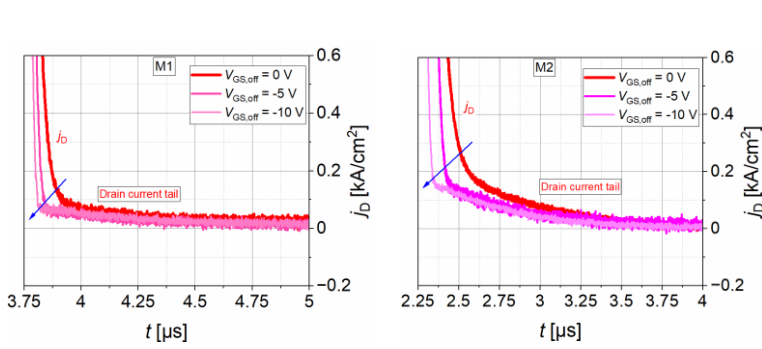 M1
V_GS,off = 0 V
V_GS,off = -5 V
V_GS,off = -10 V
j_D
Drain current tail
0.6
0.4
0.2
0
−0.2
j_D [kA/cm²]
3.75 4 4.25 4.5 4.75 5
t [µs]
M2
V_GS,off = 0 V
V_GS,off = -5 V
V_GS,off = -10 V
j_D
Drain current tail
0.6
0.4
0.2
0
−0.2
j_D [kA/cm²]
2.25 2.5 2.75 3 3.25 3.5 3.75 4
t [µs]